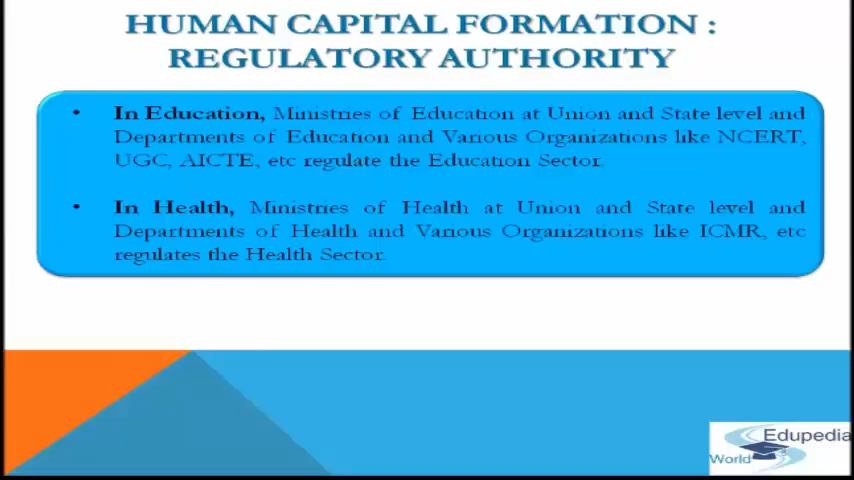 HUMAN CAPITAL FORMATION :
REGULATORY AUTHORITY
• In Education, Ministries of Education at Union and State level and
Departments of Education and Various Organizations like NCERT,
UGC, AICTE, etc regulate the Education Sector.
• In Health, Ministries of Health at Union and State level and
Departments of Health and Various Organizations like ICMR, etc
regulates the Health Sector.
Edupedia
World